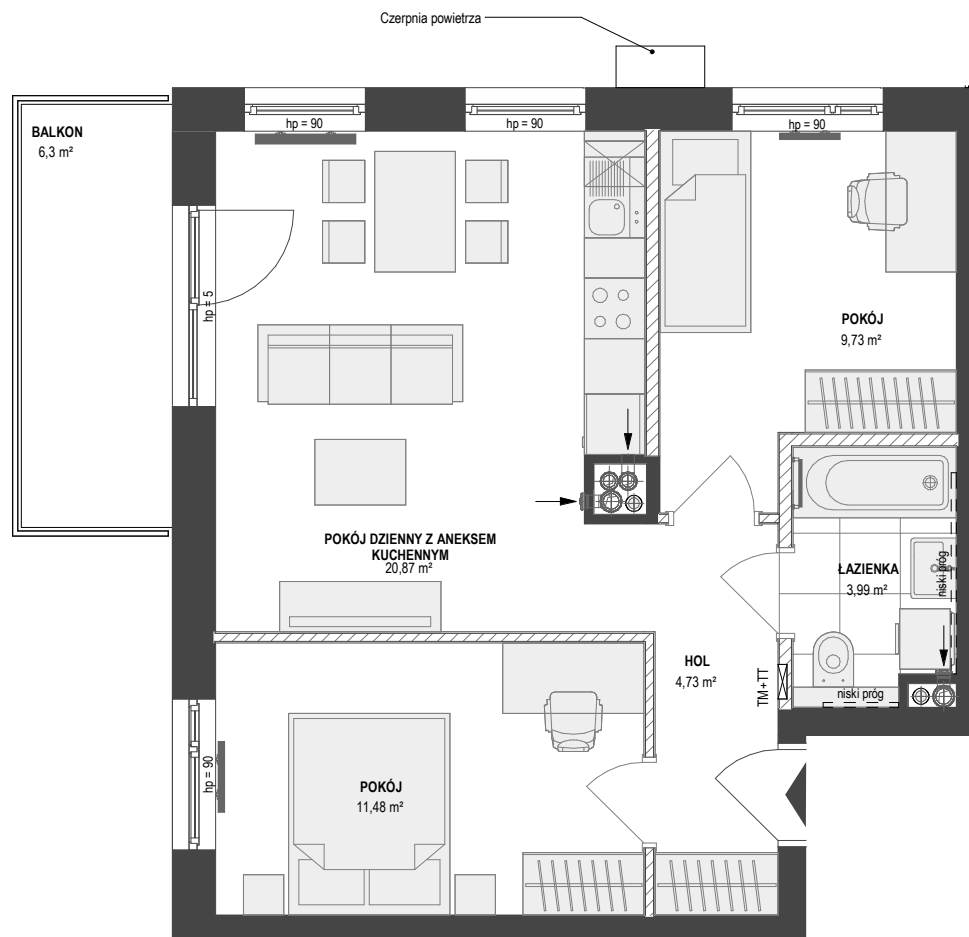 Czerpnia powietrza
BALKON
6,3 m²
hp = 90
hp = 90
hp = 90
hp = 5
POKÓJ
9,73 m²
POKÓJ DZIENNY Z ANEKSEM
KUCHENNYM
20,87 m²
ŁAZIENKA
3,99 m²
niski próg
HOL
4,73 m²
TM+TT
niski próg
hp = 90
POKÓJ
11,48 m²